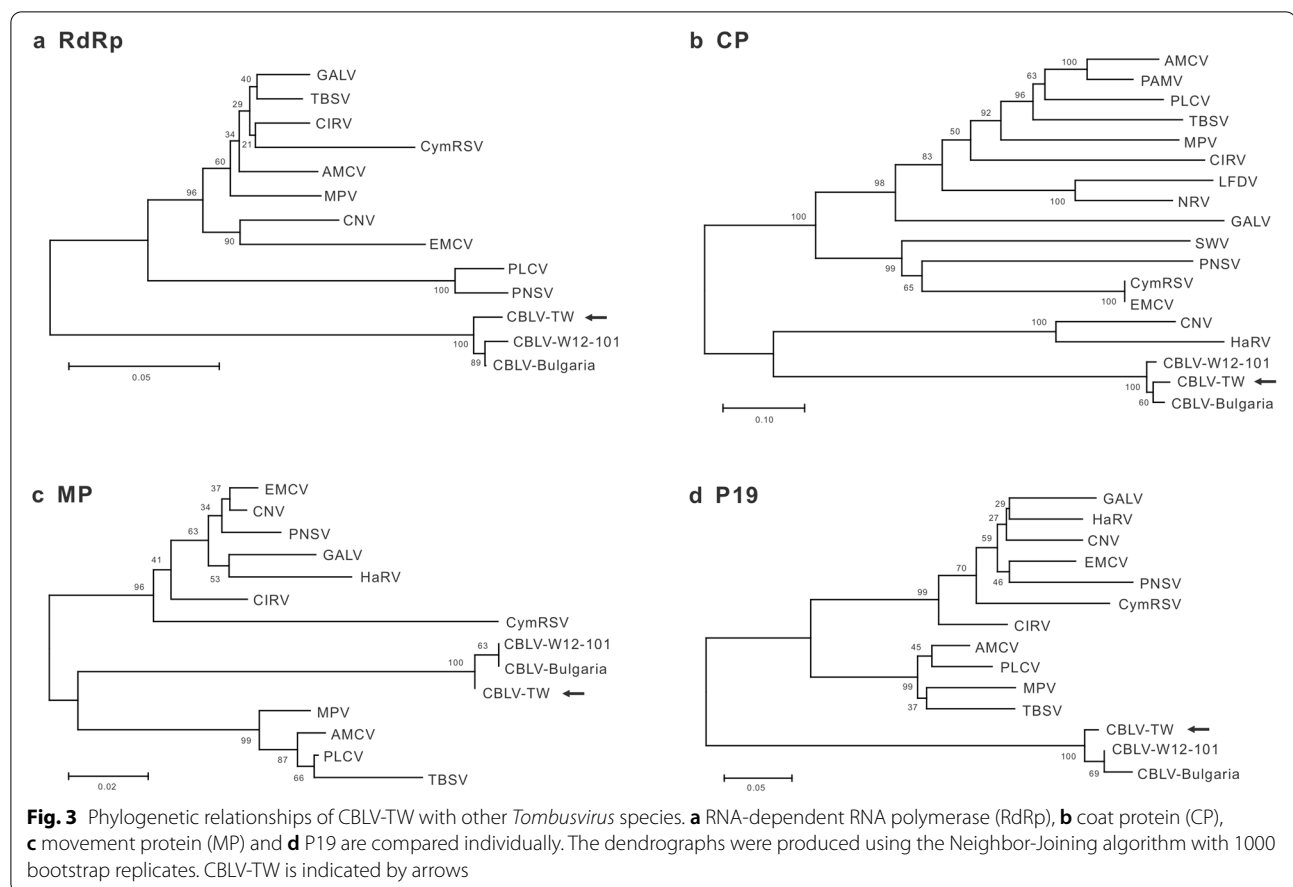 a RdRp
40
GALV
TBSV
29
CIRV
34
21
CymRSV
60
AMCV
96
MPV
CNV
90
EMCV
PLCV
100
PNSV
CBLV-TW
100
CBLV-W12-101
89
CBLV-Bulgaria
0.05
b CP
100
AMCV
63
PAMV
96
PLCV
92
TBSV
50
MPV
83
CIRV
98
LFDV
100
NRV
100
GALV
SWV
99
PNSV
65
CymRSV
100
EMCV
100
CNV
HaRV
CBLV-W12-101
100
CBLV-TW
60
CBLV-Bulgaria
0.10
c MP
37
EMCV
34
CNV
63
PNSV
41
GALV
53
HaRV
96
CIRV
CymRSV
63
CBLV-W12-101
100
CBLV-Bulgaria
CBLV-TW
MPV
99
AMCV
87
PLCV
66
TBSV
0.02
d P19
29
GALV
27
HaRV
59
CNV
70
EMCV
46
PNSV
99
CymRSV
CIRV
45
AMCV
PLCV
99
MPV
37
TBSV
CBLV-TW
100
CBLV-W12-101
69
CBLV-Bulgaria
0.05
Fig. 3 Phylogenetic relationships of CBLV-TW with other Tombusvirus species. a RNA-dependent RNA polymerase (RdRp), b coat protein (CP),
c movement protein (MP) and d P19 are compared individually. The dendrographs were produced using the Neighbor-Joining algorithm with 1000
bootstrap replicates. CBLV-TW is indicated by arrows